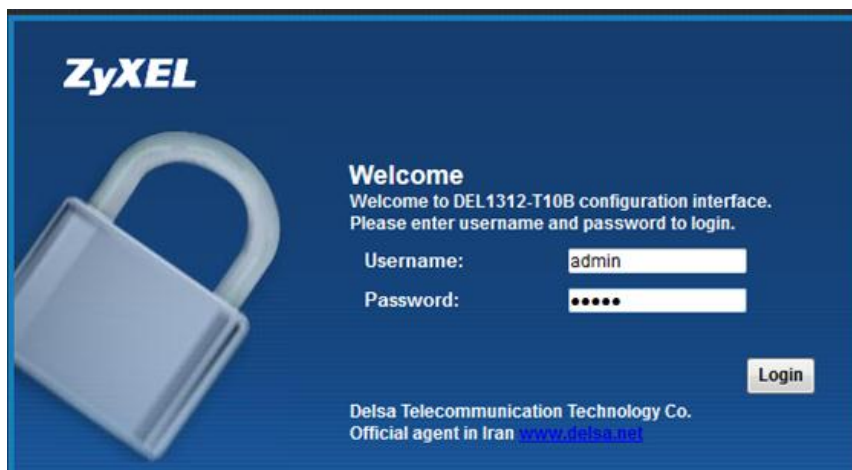 ZyXEL
Welcome
Welcome to DEL1312-T10B configuration interface.
Please enter username and password to login.
Username: admin
Password: •••••
Login
Delsa Telecommunication Technology Co.
Official agent in Iran www.delsa.net